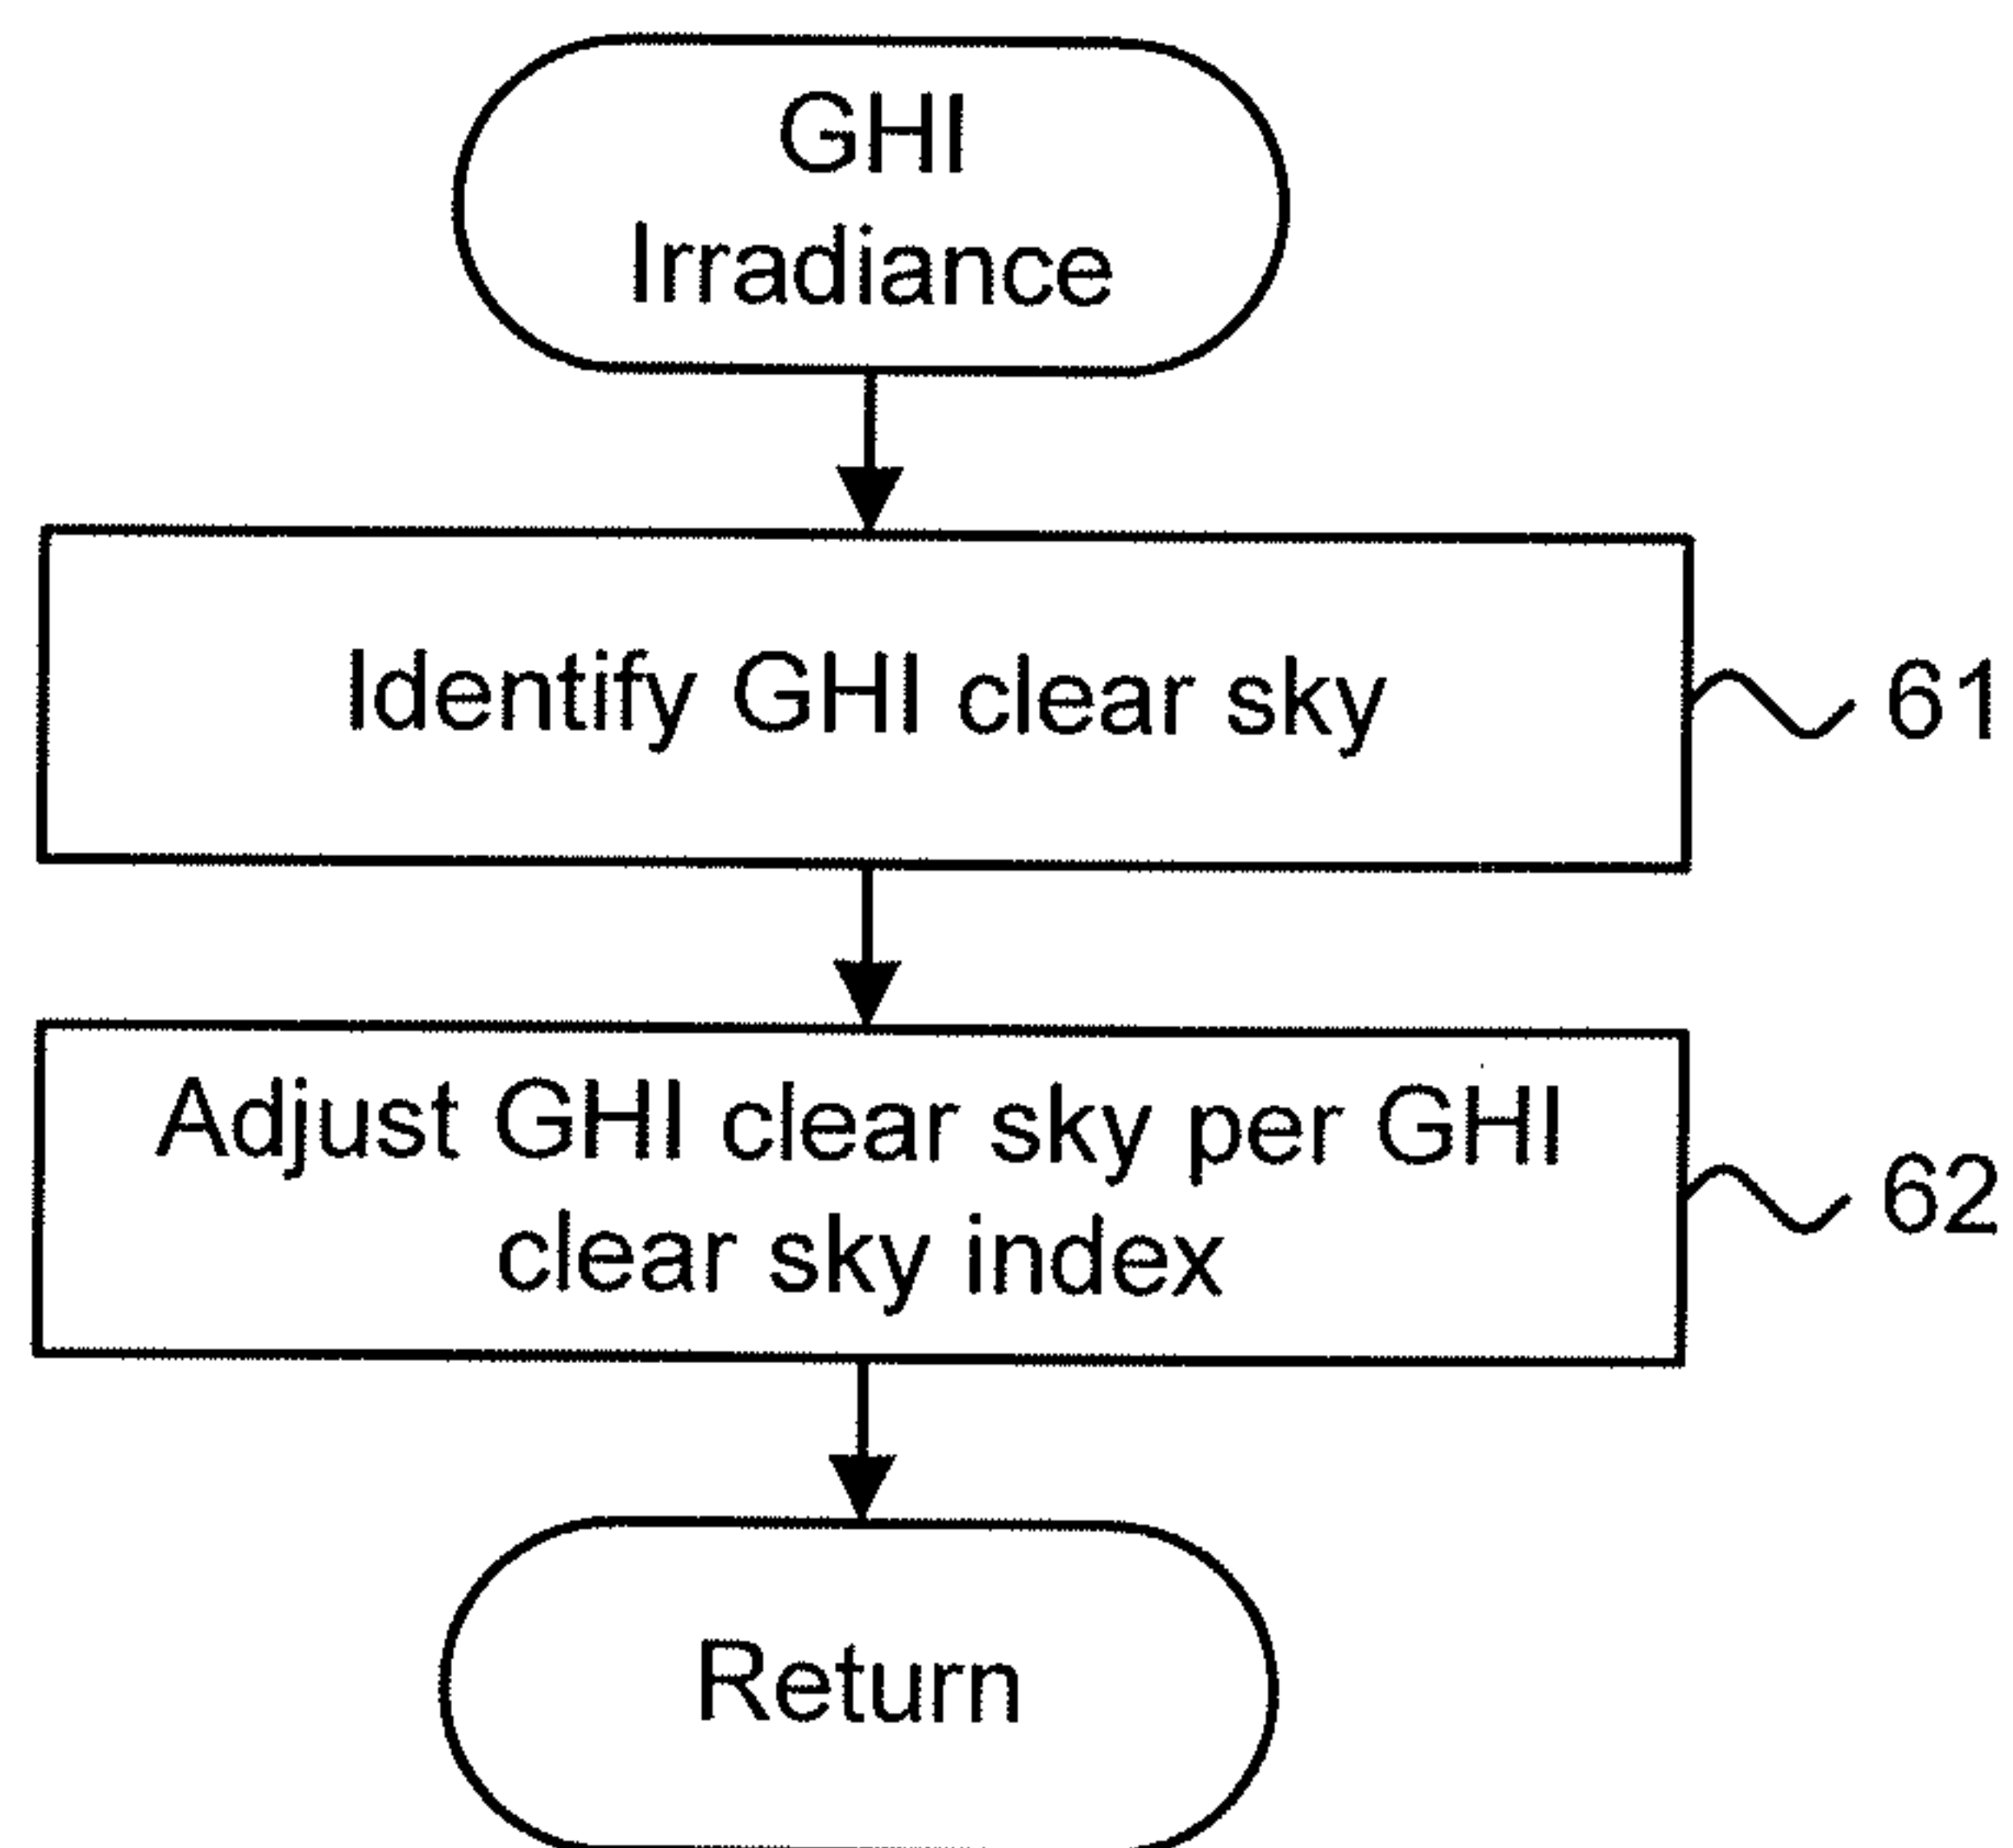 GHI
Irradiance
Identify GHI clear sky
61
Adjust GHI clear sky per GHI
clear sky index
62
Return